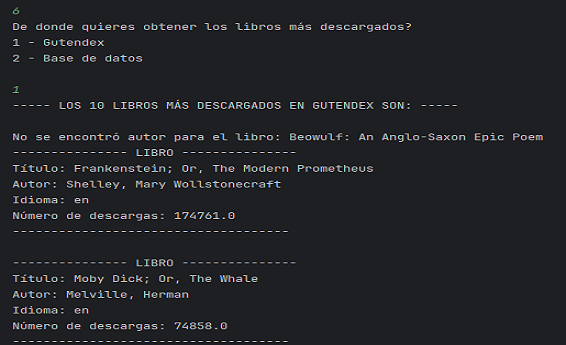 6
De donde quieres obtener los libros más descargados?
1 - Gutendex
2 - Base de datos
1
----- LOS 10 LIBROS MÁS DESCARGADOS EN GUTENDEX SON: -----
No se encontró autor para el libro: Beowulf: An Anglo-Saxon Epic Poem
--------------- LIBRO ---------------
Título: Frankenstein; Or, The Modern Prometheus
Autor: Shelley, Mary Wollstonecraft
Idioma: en
Número de descargas: 174761.0
------------------------------------
--------------- LIBRO ---------------
Título: Moby Dick; Or, The Whale
Autor: Melville, Herman
Idioma: en
Número de descargas: 74858.0
------------------------------------